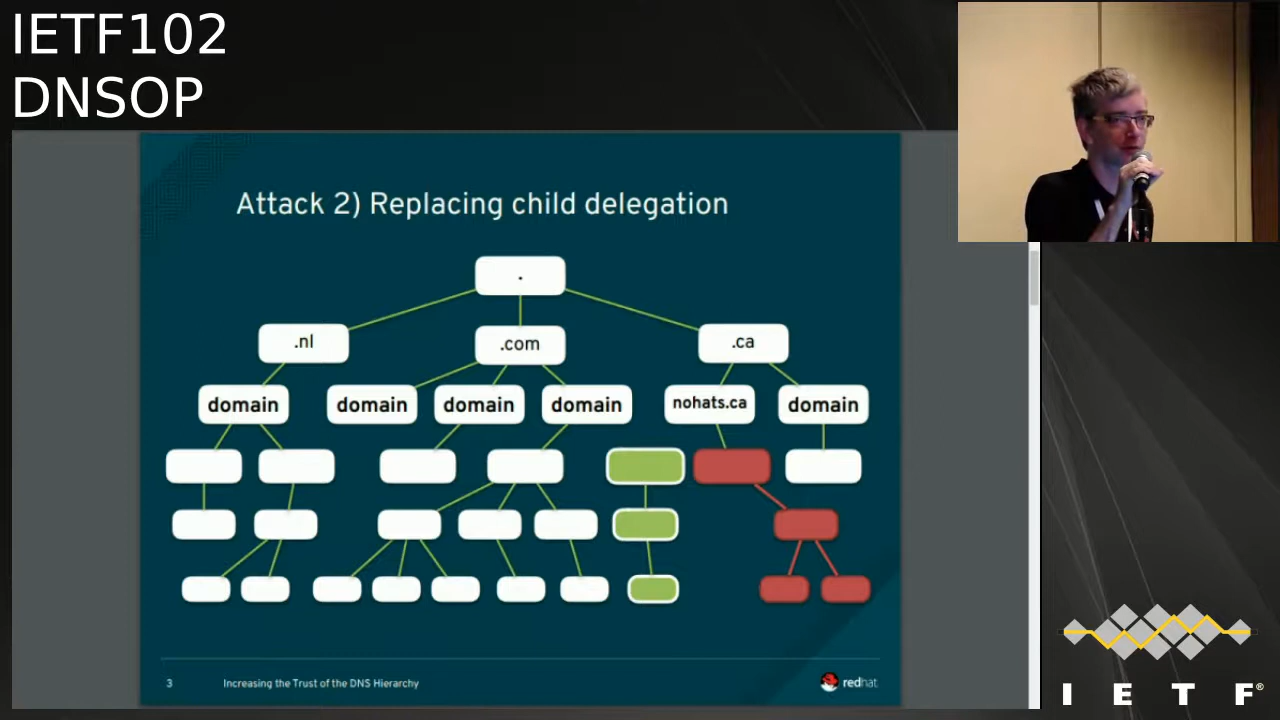 IETF102
DNSOP
Attack 2) Replacing child delegation
.
.nl
.com
.ca
domain
domain
domain
domain
nohats.ca
domain
3
Increasing the Trust of the DNS Hierarchy
redhat
I E T F®